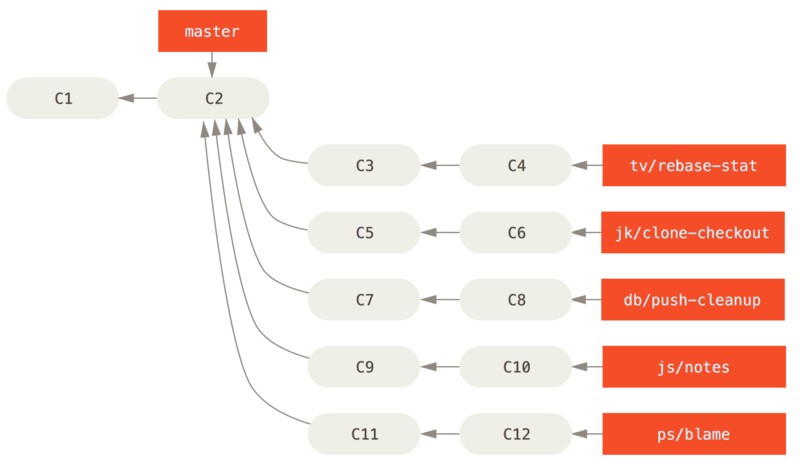 master
C1 C2
C3 C4 tv/rebase-stat
C5 C6 jk/clone-checkout
C7 C8 db/push-cleanup
C9 C10 js/notes
C11 C12 ps/blame